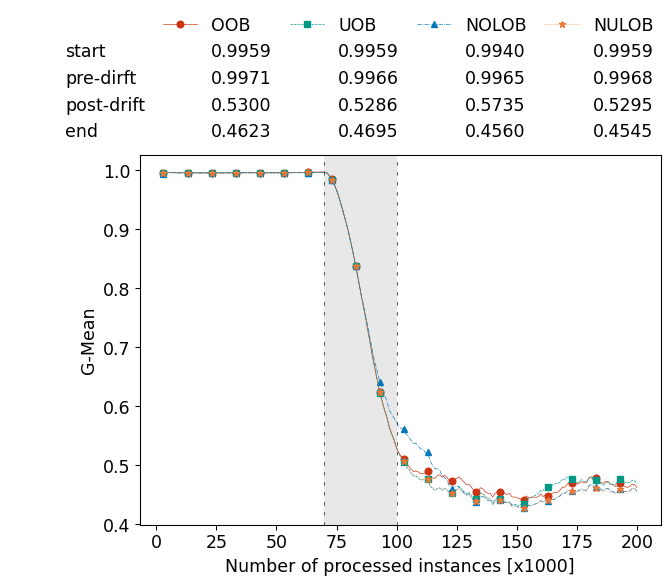 OOB UOB NOLOB NULOB
start 0.9959 0.9959 0.9940 0.9959
pre-dirft 0.9971 0.9966 0.9965 0.9968
post-drift 0.5300 0.5286 0.5735 0.5295
end 0.4623 0.4695 0.4560 0.4545
1.0
0.9
0.8
0.7
0.6
0.5
0.4
G-Mean
0 25 50 75 100 125 150 175 200
Number of processed instances [x1000]